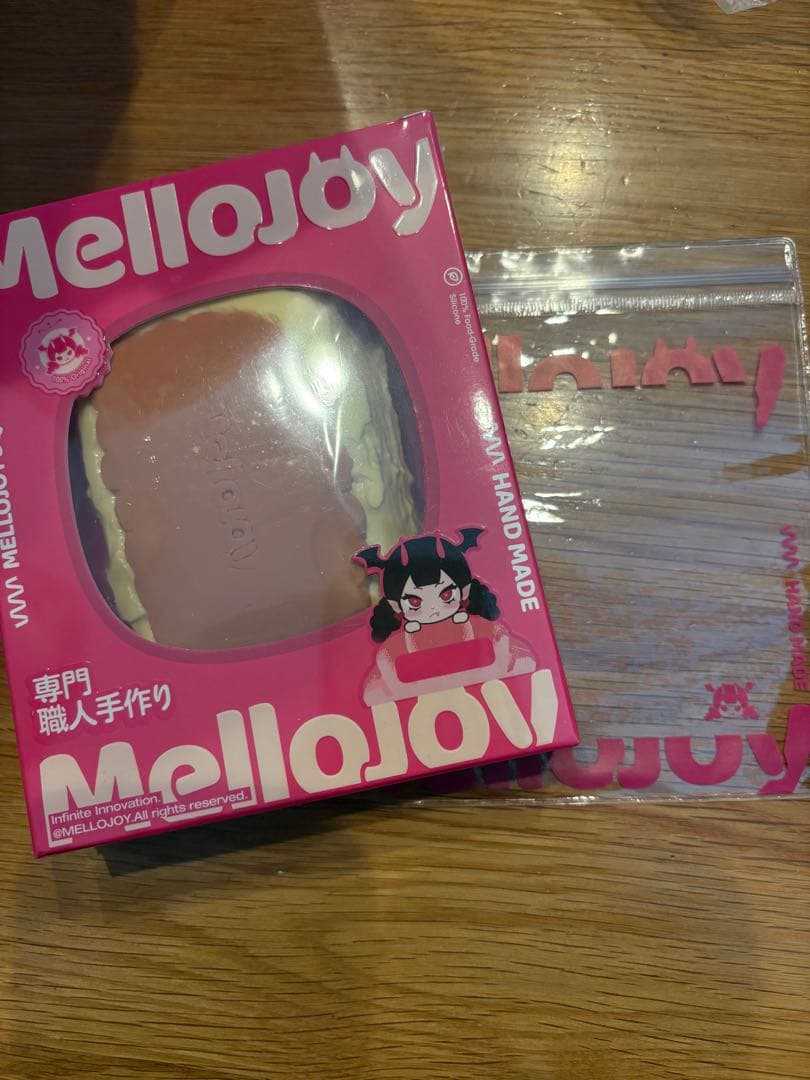 Mellojoy
100% Food-Grade
Silicone
100% Original
mellojoy
MELLOJOY
HAND MADE
専門
職人手作り
Mellojoy
Infinite Innovation.
@MELLOJOY.All rights reserved.
HAND MADE